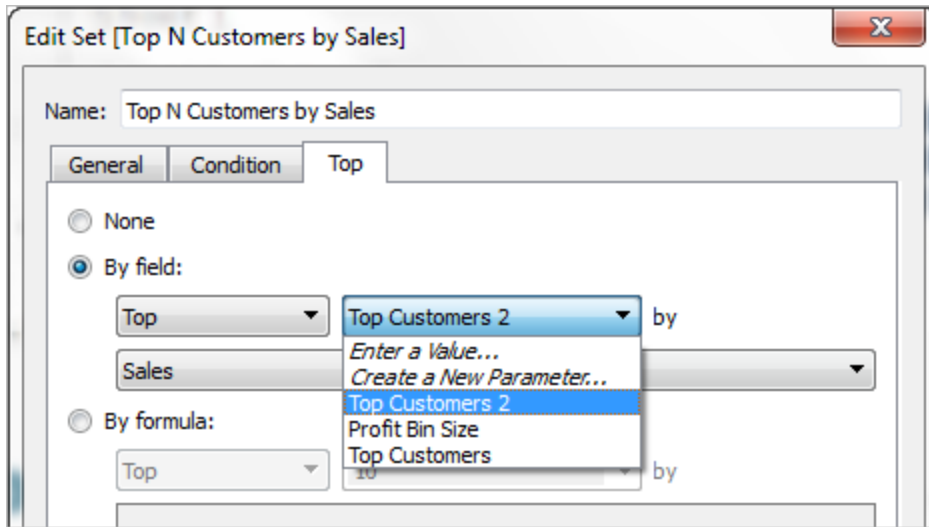 Edit Set [Top N Customers by Sales]
Name: Top N Customers by Sales
General Condition Top
None
By field:
Top Top Customers 2 by
Enter a Value...
Sales
Create a New Parameter...
Top Customers 2
By formula:
Profit Bin Size
Top Customers
Top 10 by